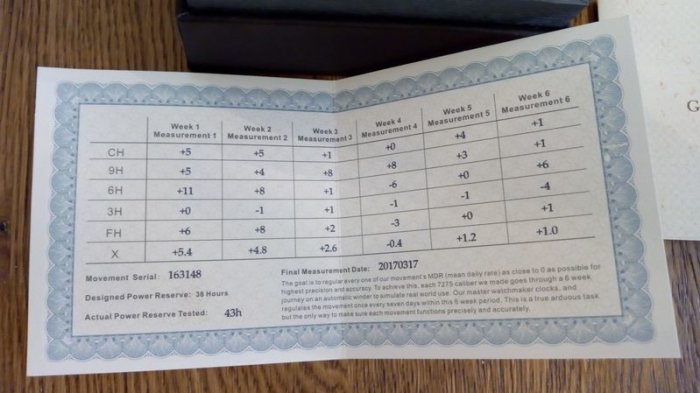 Week 1 Week 2 Week 3 Week 4 Week 5 Week 6
Measurement 1 Measurement 2 Measurement 3 Measurement 4 Measurement 5 Measurement 6
CH +5 +5 +1 +0 +4 +1
9H +5 +4 +8 +8 +3 +1
6H +11 +8 +1 -6 +0 +6
3H +0 -1 +1 -1 -1 -4
FH +6 +8 +2 -3 +0 +1
X +5.4 +4.8 +2.6 -0.4 +1.2 +1.0
Movement Serial: 163148
Designed Power Reserve: 36 Hours
Actual Power Reserve Tested: 43h
Final Measurement Date: 20170317
The goal is to regular every one of our movement's MDR (mean daily rate) as close to 0 as possible for
highest precision and accuracy. To achieve this, each 7275 caliber we made goes through a 6 week
journey on an automatic winder to simulate real world use. Our master watchmaker clocks, and
regulates the movement once every seven days within this 6 week period. This is a true arduous task
but the only way to make sure each movement functions precisely and accurately.
G